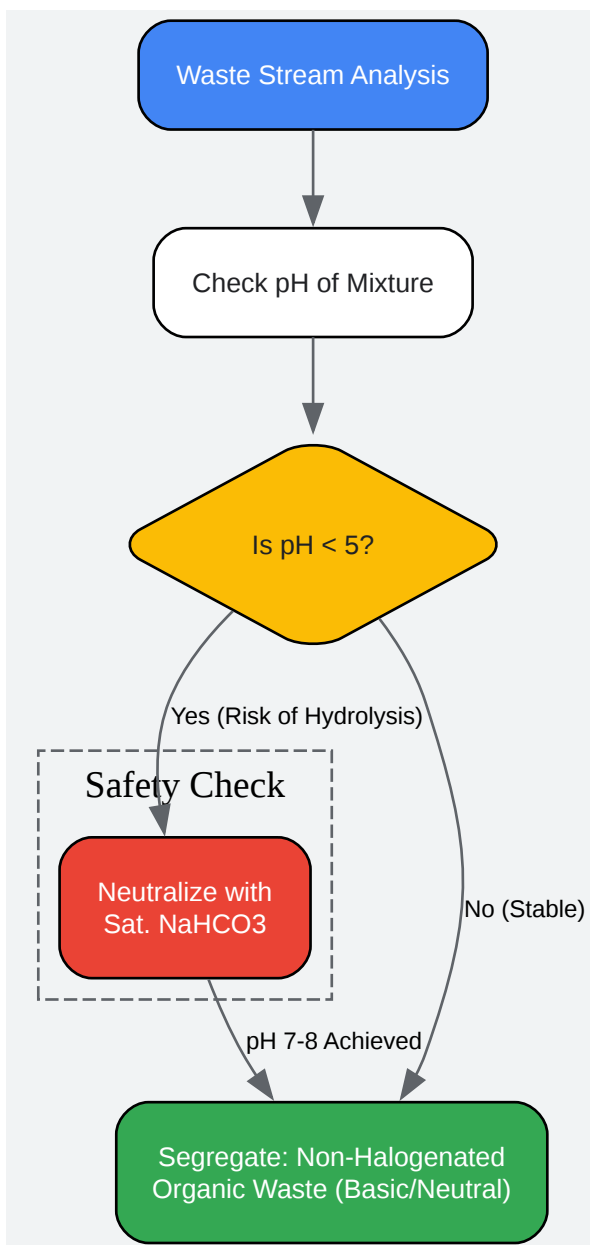 Waste Stream Analysis
Check pH of Mixture
Is pH < 5?
Yes (Risk of Hydrolysis)
Safety Check
Neutralize with
Sat. NaHCO3
No (Stable)
pH 7-8 Achieved
Segregate: Non-Halogenated
Organic Waste (Basic/Neutral)